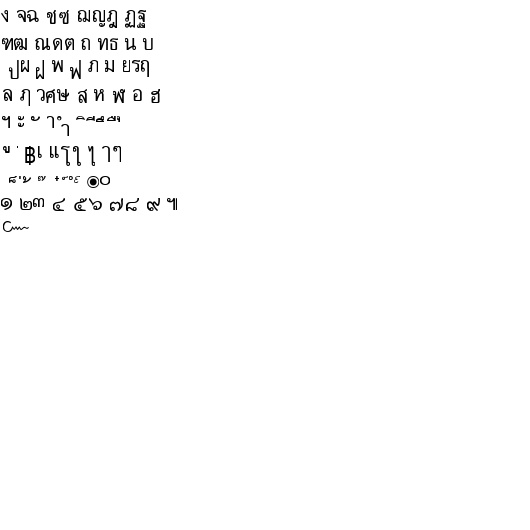 ง จฉ ชซ ฌญฎ ฏฐ
ฑฒ ณดต ถ ทธ น บ
ปผ ฝ พ ฟ ภ ม ยรฤ
ล ฦ วศษ ส ห ฬ อ ฮ
ฯ ะ ั า ำ ิ ี ึ ื
ุ ู ฺ ฿เ แโใ ไ ๅๆ
็ ่ ้ ๊ ๋ ์ ํ ๎ ๏๐
๑ ๒๓ ๔ ๕๖ ๗๘ ๙ ๚
๛